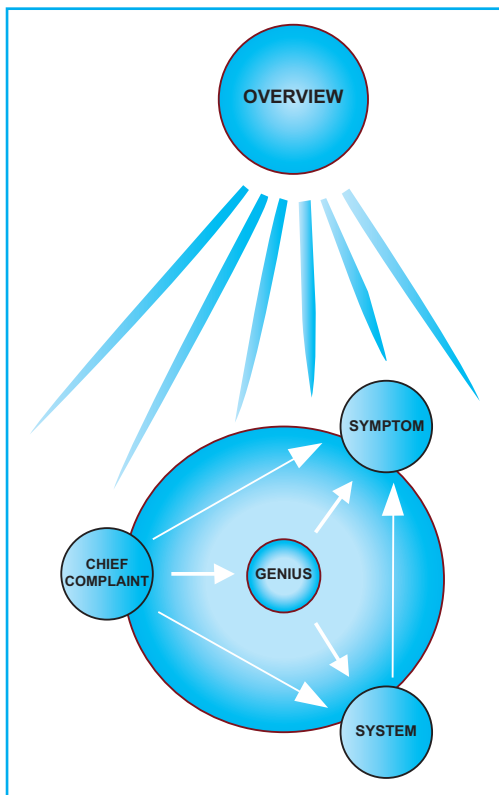 OVERVIEW
SYMPTOM
CHIEF
COMPLAINT
GENIUS
SYSTEM